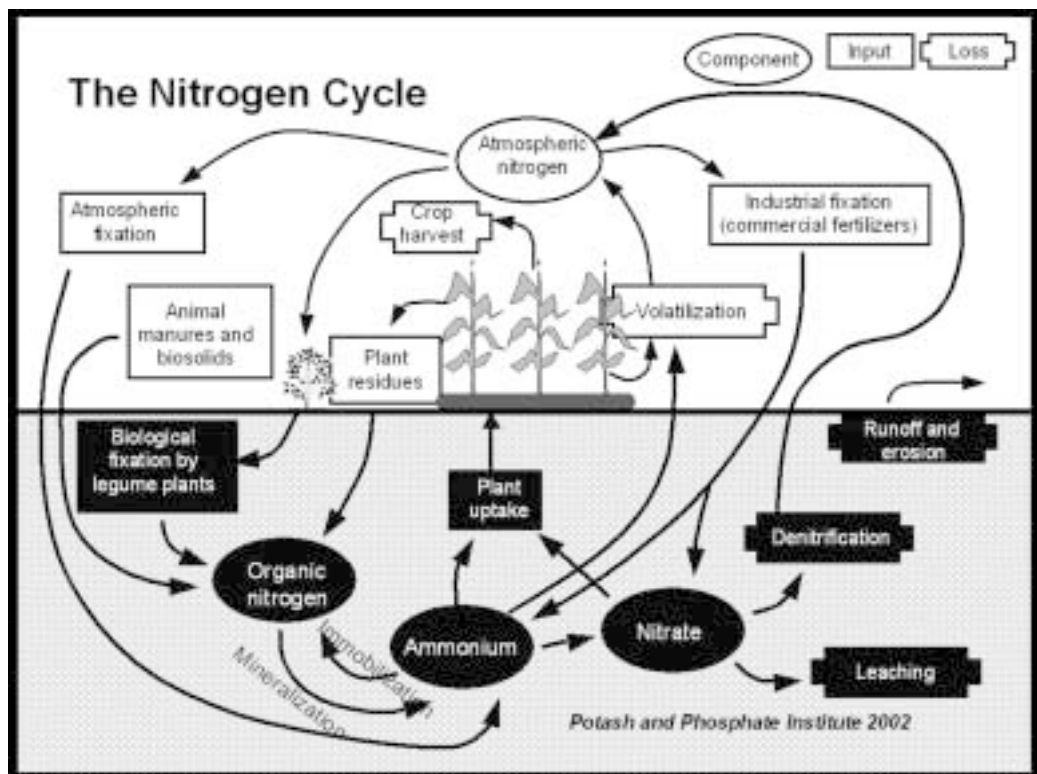 Component
Input
Loss
The Nitrogen Cycle
Atmospheric
nitrogen
Atmospheric
fixation
Crop
harvest
Industrial fixation
(commercial fertilizers)
Animal
manures and
biosolids
Volatilization
Plant
residues
Biological
fixation by
legume plants
Runoff and
erosion
Plant
uptake
Denitrification
Organic
nitrogen
Ammonium
Nitrate
Immobilization
Mineralization
Leaching
Potash and Phosphate Institute 2002